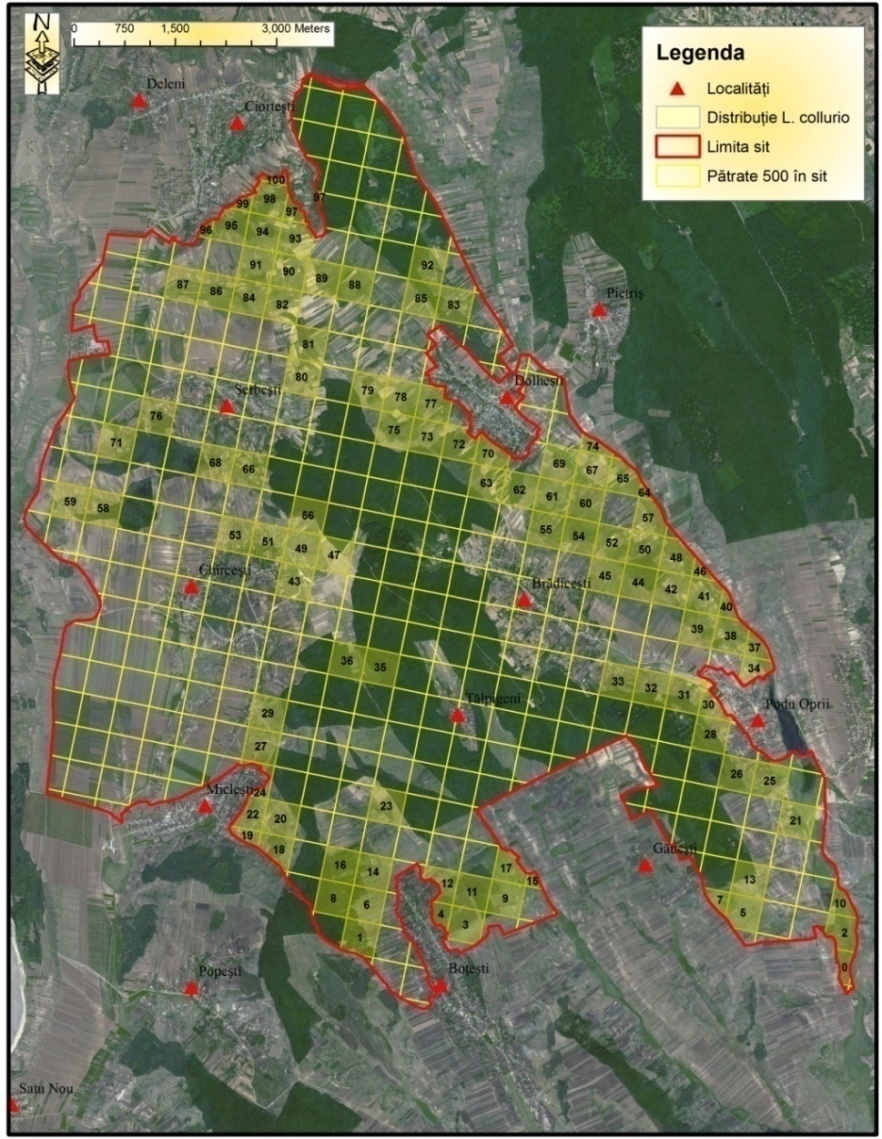 N
0 750 1,500 3,000 Meters
Legenda
Localități
Distribuție L. collurio
Limita sit
Pătrate 500 în sit
Deleni
Ciortești
100
99 98 97 97
96 95 94 93
92
91 90 89 88
87 86 84 82 85 83
Pietriș
81
80
79 78 77
Dolhești
Șerbești
76
75 73 72 70
74
71
68 66
69 67 65 64
63 62 61 60
59 58
57
56
55 54 52 50 48 46
53 51 49 47
45 44 42 41 40
43
Chircești
Brădicești
39 38 37
36 35
34
33 32 31 30
Tălpigeni
Podu Oprii
29
28
27
26 25
Miclești
24
23
22 20
21
19 18
Gănești
17
16 14
15
13
12 11 9
10
8 6
7 5
4 3
2
1
0
Popești
Botești
Satu Nou